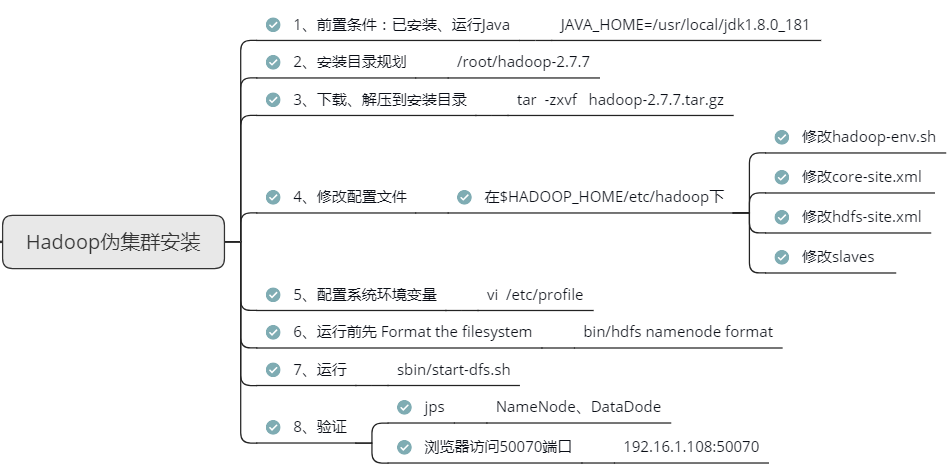 Hadoop伪集群安装
1、前置条件：已安装、运行Java JAVA_HOME=/usr/local/jdk1.8.0_181
2、安装目录规划 /root/hadoop-2.7.7
3、下载、解压到安装目录 tar -zxvf hadoop-2.7.7.tar.gz
4、修改配置文件 在$HADOOP_HOME/etc/hadoop下
修改hadoop-env.sh
修改core-site.xml
修改hdfs-site.xml
修改slaves
5、配置系统环境变量 vi /etc/profile
6、运行前先 Format the filesystem bin/hdfs namenode format
7、运行 sbin/start-dfs.sh
8、验证
jps NameNode、DataDode
浏览器访问50070端口 192.16.1.108:50070